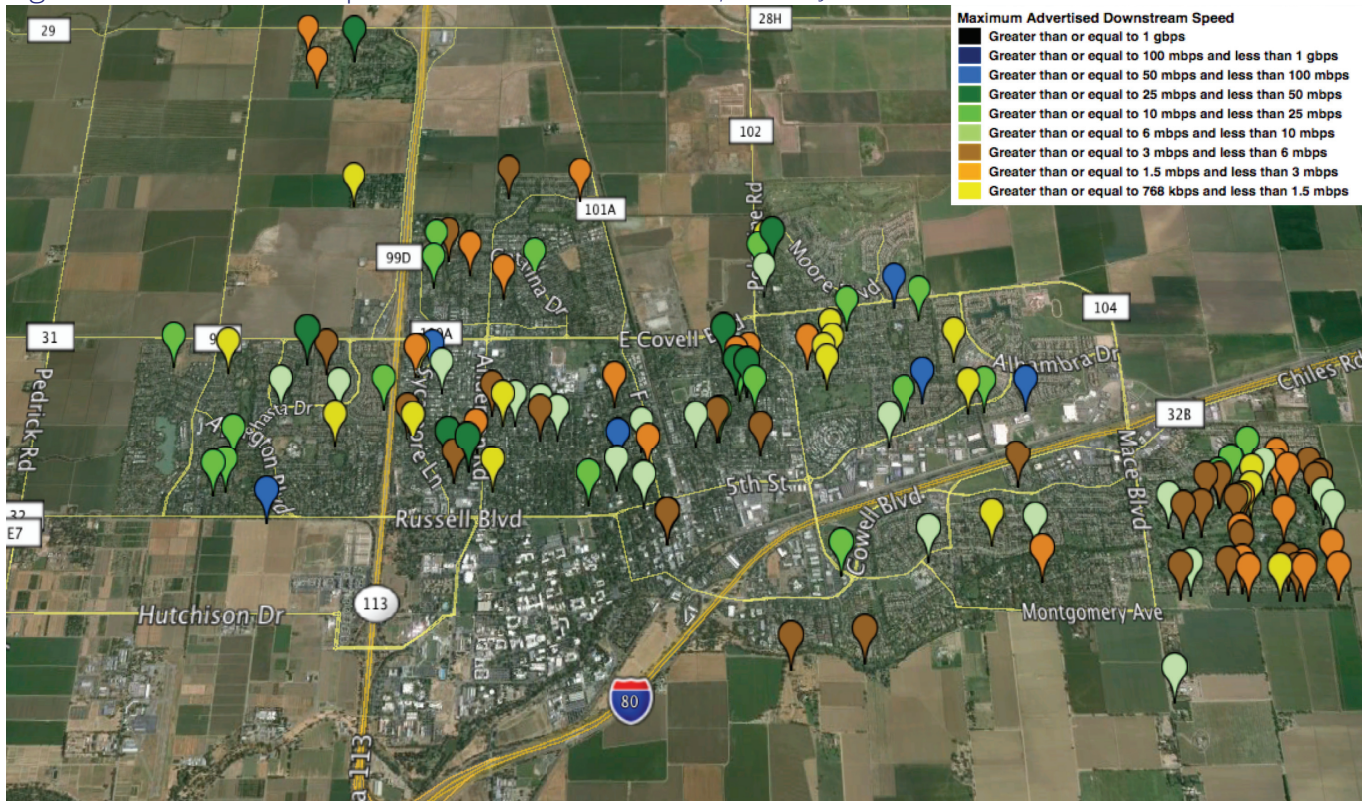 29
28H
Maximum Advertised Downstream Speed
Greater than or equal to 1 gbps
Greater than or equal to 100 mbps and less than 1 gbps
Greater than or equal to 50 mbps and less than 100 mbps
Greater than or equal to 25 mbps and less than 50 mbps
Greater than or equal to 10 mbps and less than 25 mbps
Greater than or equal to 6 mbps and less than 10 mbps
Greater than or equal to 3 mbps and less than 6 mbps
Greater than or equal to 1.5 mbps and less than 3 mbps
Greater than or equal to 768 kbps and less than 1.5 mbps
102
101A
99D
Moore Blvd
104
31
E Covell
Alhambra Dr
Chiles Rd
Pedrick Rd
32B
Mace Blvd
5th St
32
Russell Blvd
E7
Cowell Blvd
113
Hutchison Dr
Montgomery Ave
80
113